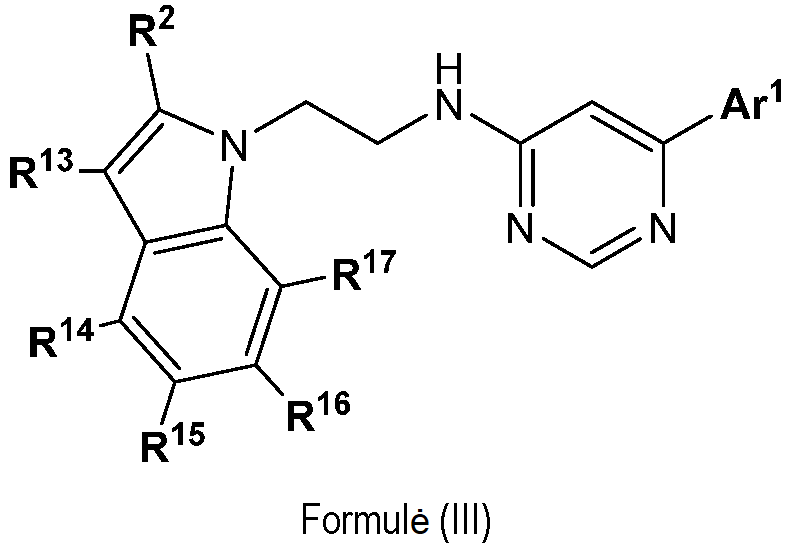 R²
H
N
N
Ar¹
R¹³
N
N
R¹⁷
R¹⁴
R¹⁶
R¹⁵
Formulė (III)